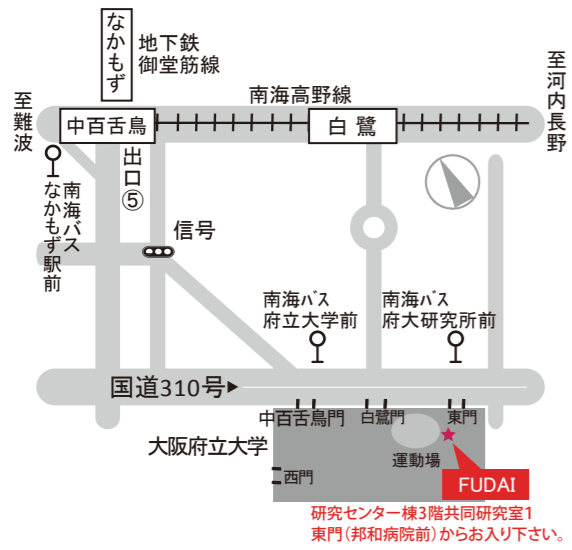 なかもず
地下鉄
御堂筋線
至難波
中百舌鳥
南海高野線
白鷺
至河内長野
出口⑤
南海バス
なかもず駅前
信号
南海バス
府立大学前
南海バス
府大研究所前
国道310号▶
中百舌鳥門
白鷺門
東門
大阪府立大学
運動場
西門
FUDAI
研究センター棟3階共同研究室1
東門(邦和病院前)からお入り下さい。